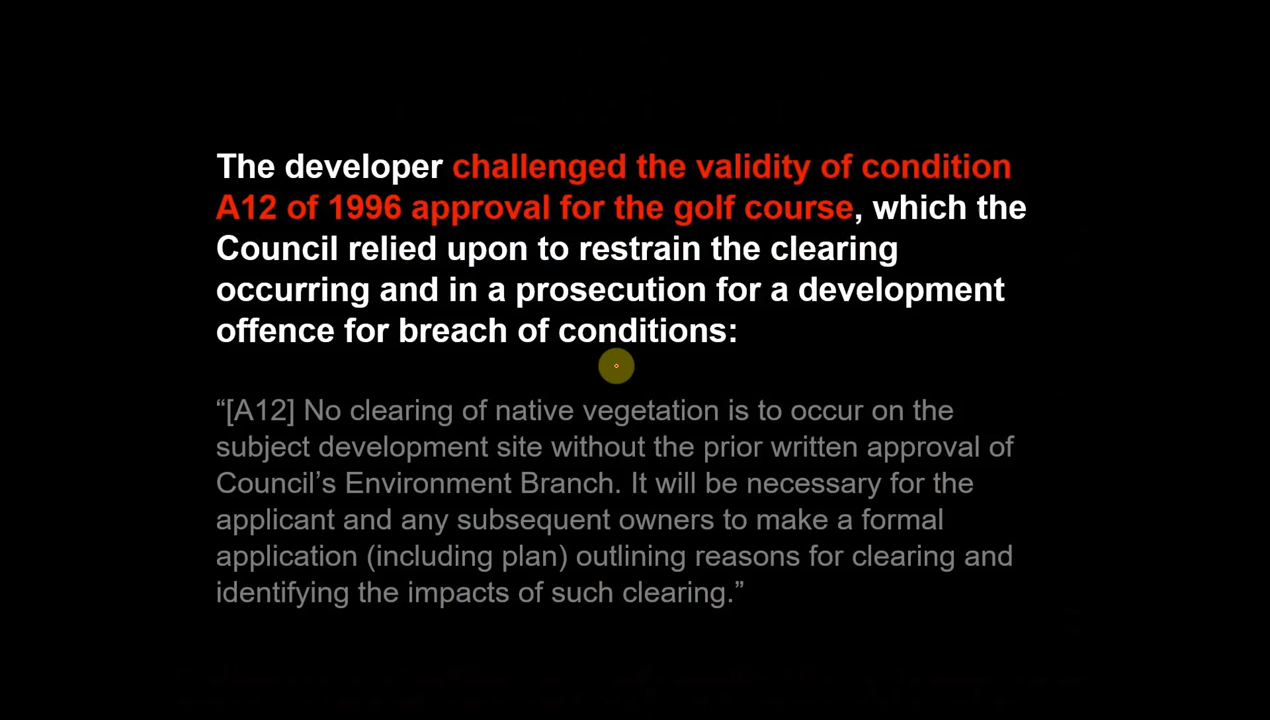 The developer challenged the validity of condition
A12 of 1996 approval for the golf course, which the
Council relied upon to restrain the clearing
occurring and in a prosecution for a development
offence for breach of conditions:
“[A12] No clearing of native vegetation is to occur on the
subject development site without the prior written approval of
Council’s Environment Branch. It will be necessary for the
applicant and any subsequent owners to make a formal
application (including plan) outlining reasons for clearing and
identifying the impacts of such clearing.”